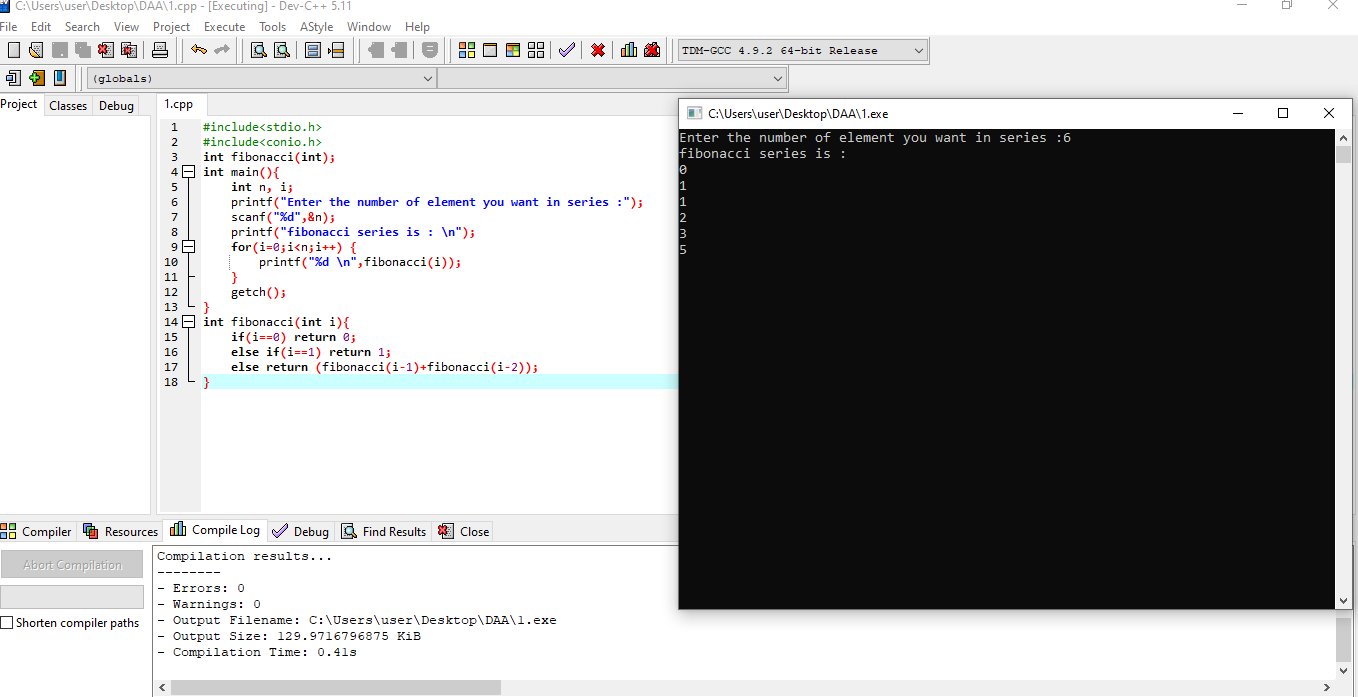 C:\Users\user\Desktop\DAA\1.cpp - [Executing] - Dev-C++ 5.11
File Edit Search View Project Execute Tools AStyle Window Help
TDM-GCC 4.9.2 64-bit Release
(globals)
Project Classes Debug
1.cpp
1 #include<stdio.h>
2 #include<conio.h>
3 int fibonacci(int);
4 int main(){
5     int n, i;
6     printf("Enter the number of element you want in series :");
7     scanf("%d",&n);
8     printf("fibonacci series is : \n");
9     for(i=0;i<n;i++) {
10         printf("%d \n",fibonacci(i));
11     }
12     getch();
13 }
14 int fibonacci(int i){
15     if(i==0) return 0;
16     else if(i==1) return 1;
17     else return (fibonacci(i-1)+fibonacci(i-2));
18 }
C:\Users\user\Desktop\DAA\1.exe
Enter the number of element you want in series :6
fibonacci series is :
0
1
1
2
3
5
Compiler Resources Compile Log Debug Find Results Close
Abort Compilation
Shorten compiler paths
Compilation results...
--------
- Errors: 0
- Warnings: 0
- Output Filename: C:\Users\user\Desktop\DAA\1.exe
- Output Size: 129.9716796875 KiB
- Compilation Time: 0.41s